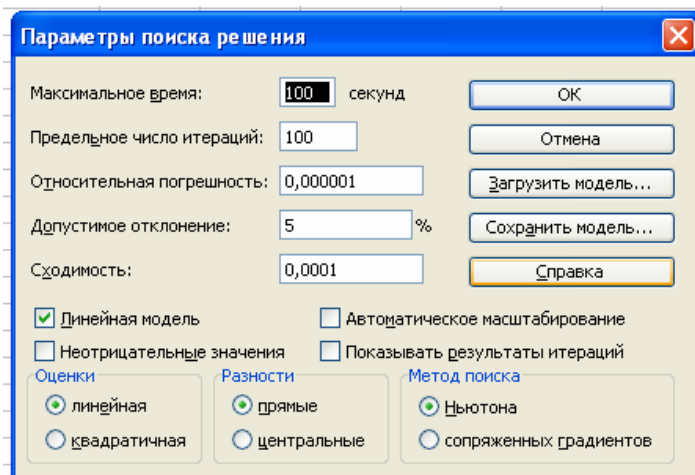 Параметры поиска решения
Максимальное время: 100 секунд
ОК
Предельное число итераций: 100
Отмена
Относительная погрешность: 0,000001
Загрузить модель...
Допустимое отклонение: 5 %
Сохранить модель...
Сходимость: 0,0001
Справка
Линейная модель
Автоматическое масштабирование
Неотрицательные значения
Показывать результаты итераций
Оценки
Разности
Метод поиска
линейная
прямые
Ньютона
квадратичная
центральные
сопряженных градиентов